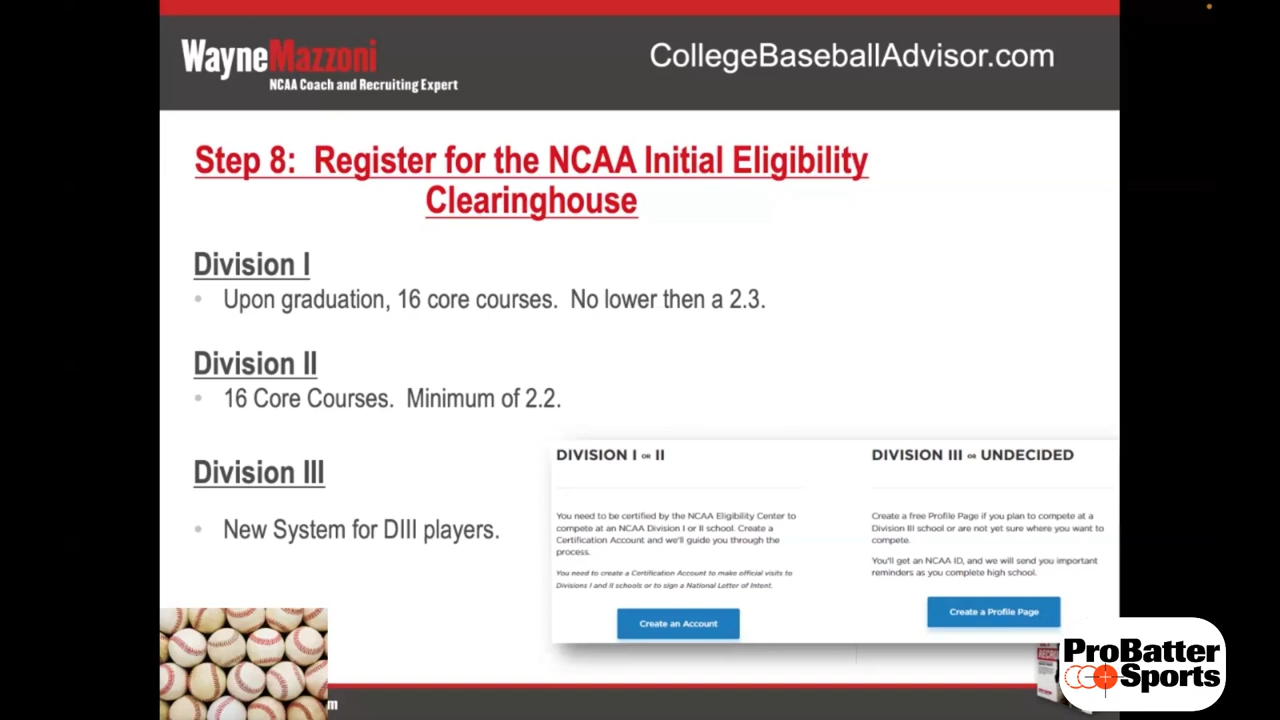 WayneMazzoni
NCAA Coach and Recruiting Expert
CollegeBaseballAdvisor.com
Step 8: Register for the NCAA Initial Eligibility
Clearinghouse
Division I
• Upon graduation, 16 core courses. No lower then a 2.3.
Division II
• 16 Core Courses. Minimum of 2.2.
Division III
• New System for DIII players.
DIVISION I OR II
You need to be certified by the NCAA Eligibility Center to
compete at an NCAA Division I or II school. Create a
Certification Account and we'll guide you through the
process.
You need to create a Certification Account to make official visits to
Divisions I and II schools or to sign a National Letter of Intent.
Create an Account
DIVISION III OR UNDECIDED
Create a free Profile Page if you plan to compete at a
Division III school or are not yet sure where you want to
compete.
You'll get an NCAA ID, and we will send you important
reminders as you complete high school.
Create a Profile Page
ProBatter
Sports